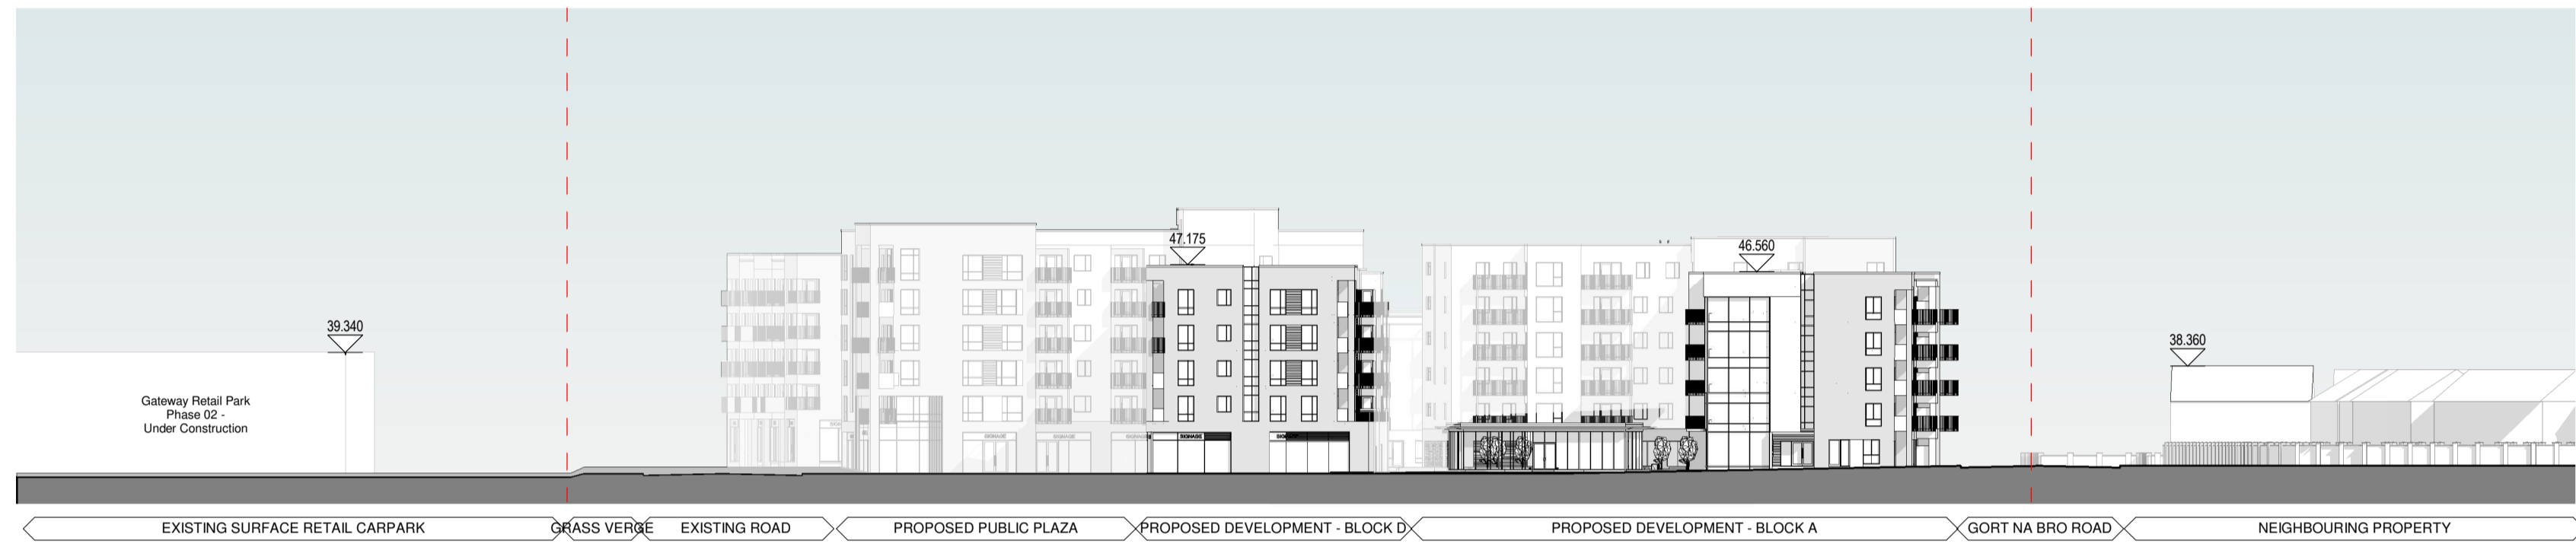 47.175
46.560
39.340
38.360
Gateway Retail Park
Phase 02 -
Under Construction
SIGNAGE
SIGNAGE
SIGNAGE
SIGNAGE
EXISTING SURFACE RETAIL CARPARK
GRASS VERGE
EXISTING ROAD
PROPOSED PUBLIC PLAZA
PROPOSED DEVELOPMENT - BLOCK D
PROPOSED DEVELOPMENT - BLOCK A
GORT NA BRO ROAD
NEIGHBOURING PROPERTY